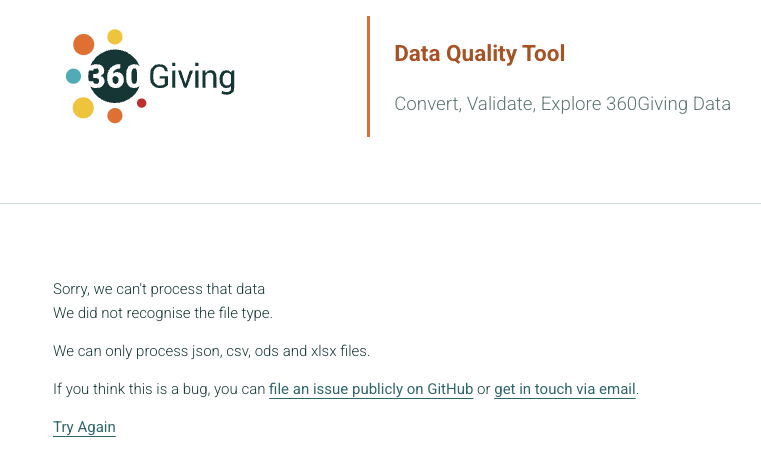 360 Giving
Data Quality Tool
Convert, Validate, Explore 360Giving Data
Sorry, we can't process that data
We did not recognise the file type.
We can only process json, csv, ods and xlsx files.
If you think this is a bug, you can file an issue publicly on GitHub or get in touch via email.
Try Again